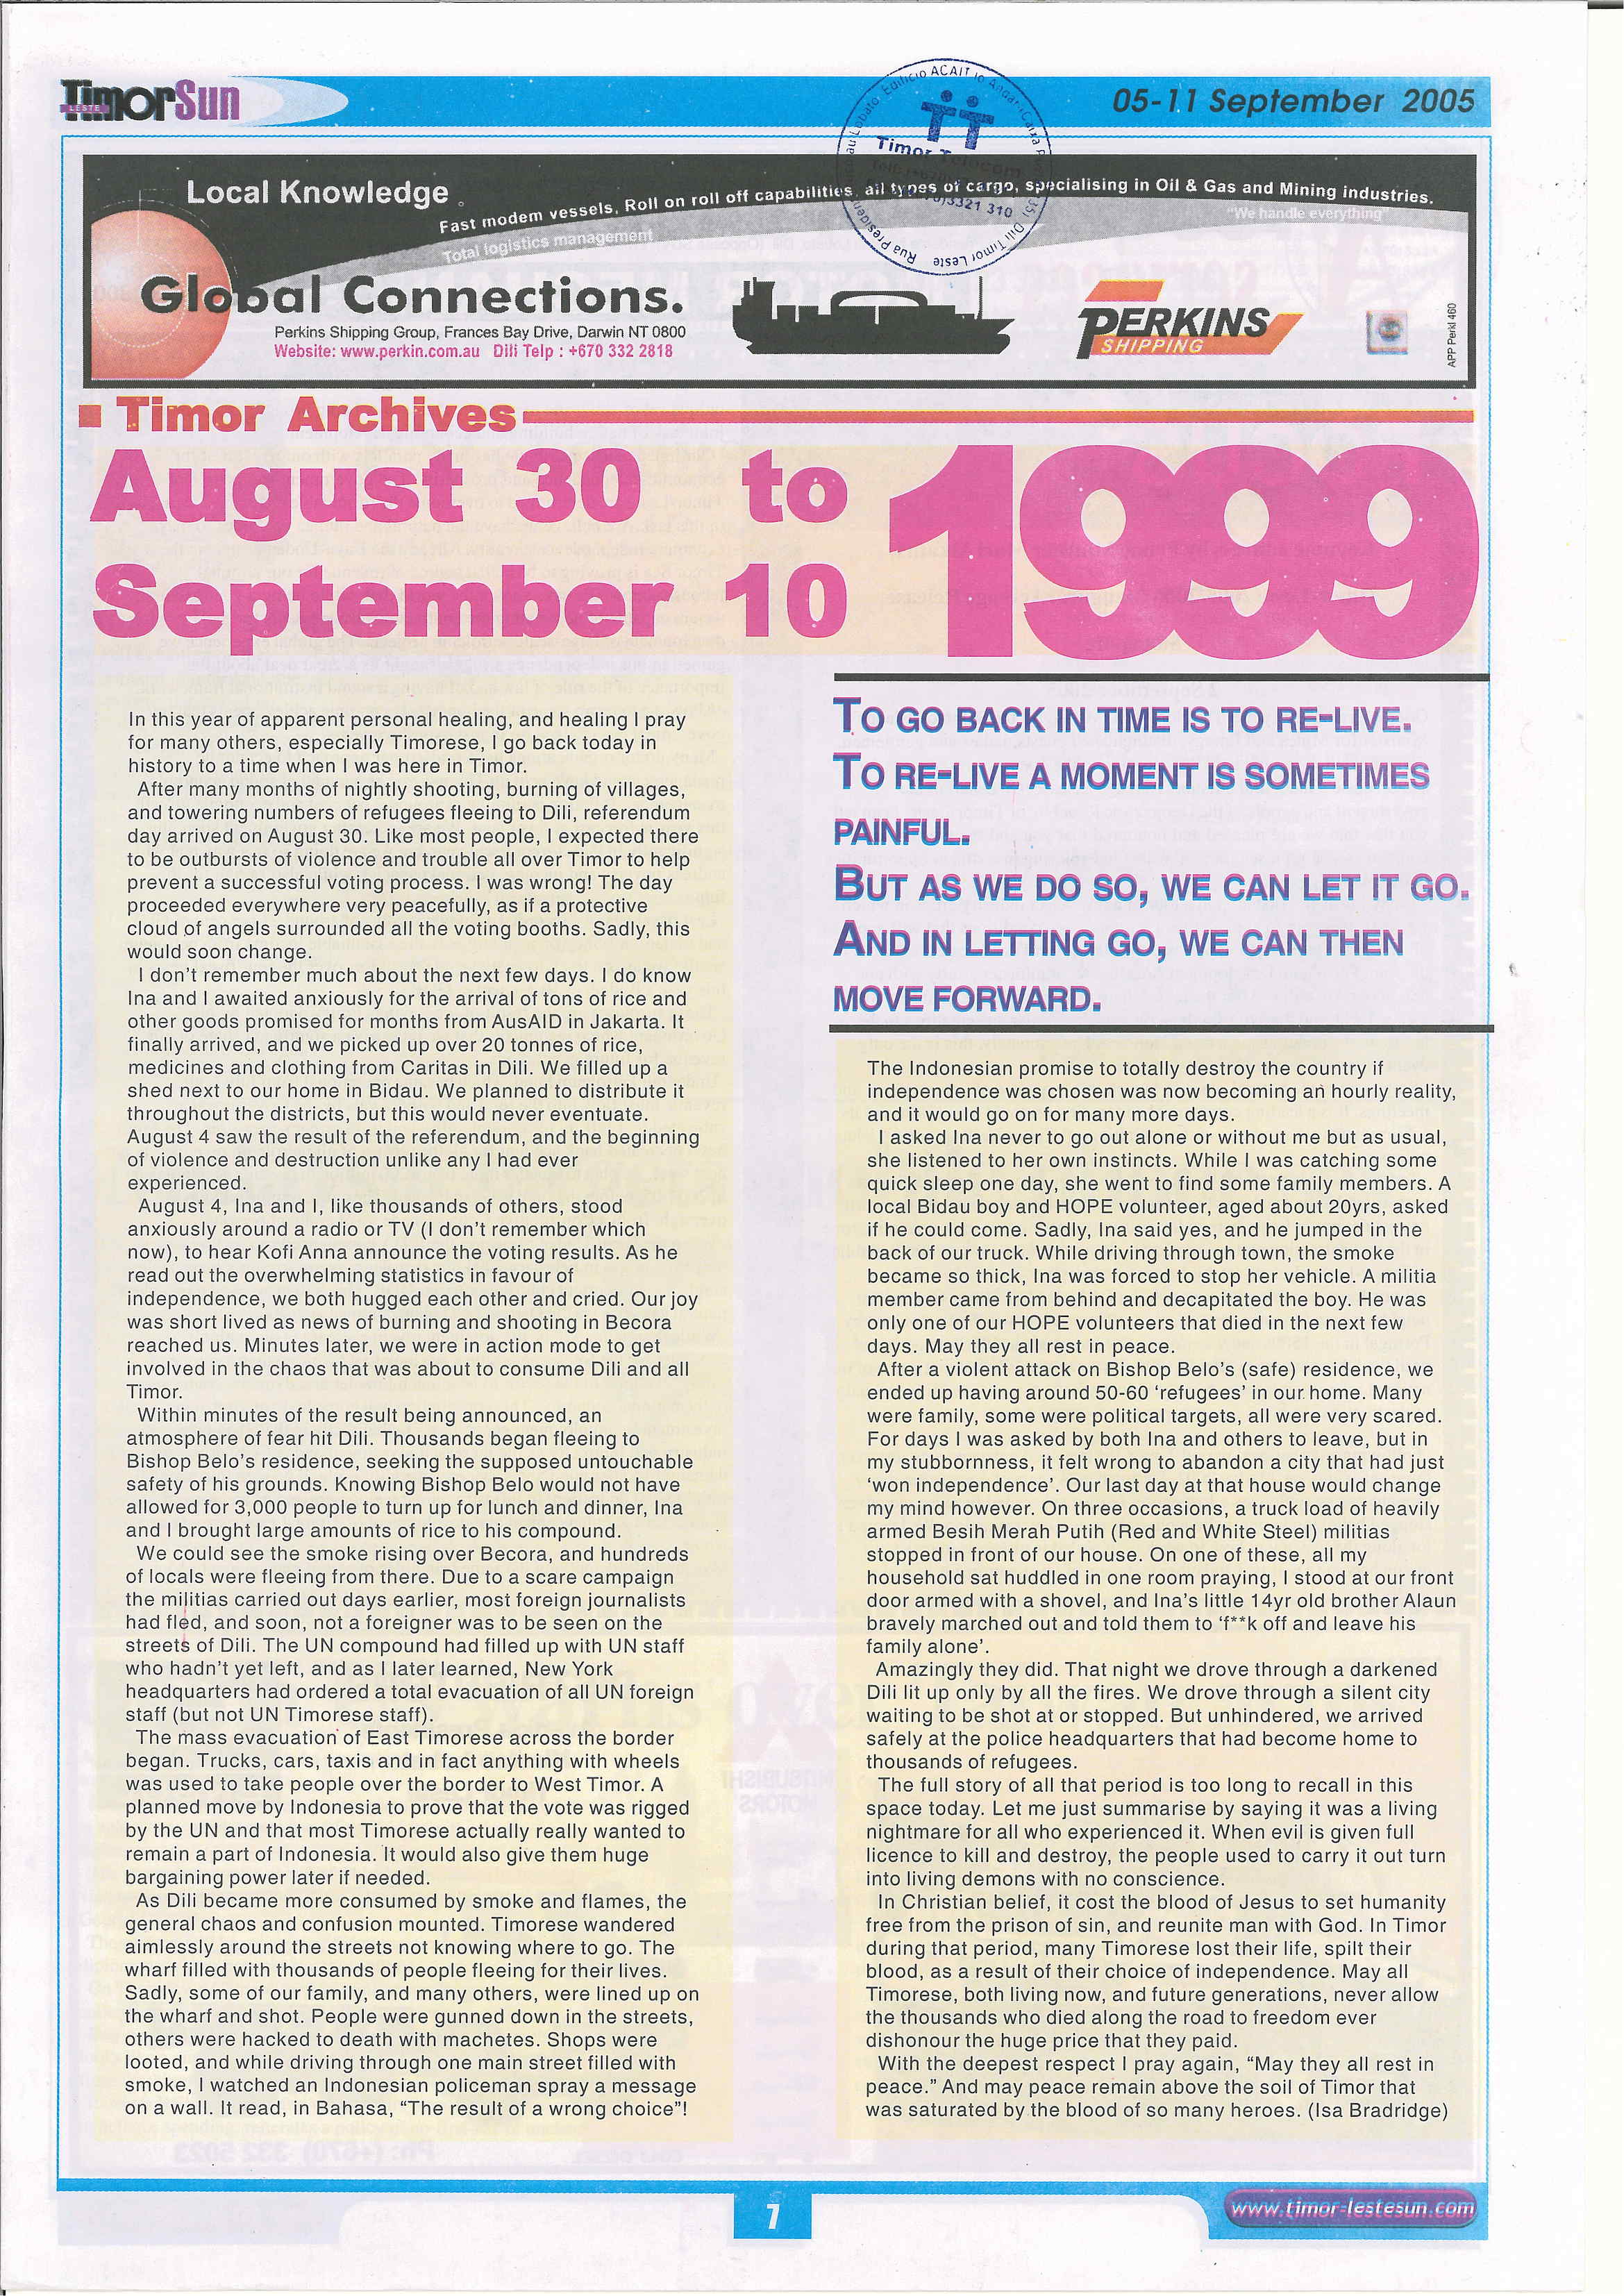 Timor Sun
LESTE
05-11 September 2005
Edificio ACAIT
Timor Telecom
3321 310
Dili Timor Leste
Rua Presidente
Local Knowledge
Fast modem vessels, Roll on roll off capabilities, all types of cargo, specialising in Oil & Gas and Mining industries.
Total logistics management
"We handle everything"
Global Connections.
Perkins Shipping Group, Frances Bay Drive, Darwin NT 0800
Website: www.perkin.com.au Dili Telp : +670 332 2818
PERKINS
SHIPPING
APP Perkl 460
Timor Archives
August 30 to
September 10
1999
In this year of apparent personal healing, and healing I pray
for many others, especially Timorese, I go back today in
history to a time when I was here in Timor.
After many months of nightly shooting, burning of villages,
and towering numbers of refugees fleeing to Dili, referendum
day arrived on August 30. Like most people, I expected there
to be outbursts of violence and trouble all over Timor to help
prevent a successful voting process. I was wrong! The day
proceeded everywhere very peacefully, as if a protective
cloud of angels surrounded all the voting booths. Sadly, this
would soon change.
I don't remember much about the next few days. I do know
Ina and I awaited anxiously for the arrival of tons of rice and
other goods promised for months from AusAID in Jakarta. It
finally arrived, and we picked up over 20 tonnes of rice,
medicines and clothing from Caritas in Dili. We filled up a
shed next to our home in Bidau. We planned to distribute it
throughout the districts, but this would never eventuate.
August 4 saw the result of the referendum, and the beginning
of violence and destruction unlike any I had ever
experienced.
August 4, Ina and I, like thousands of others, stood
anxiously around a radio or TV (I don't remember which
now), to hear Kofi Anna announce the voting results. As he
read out the overwhelming statistics in favour of
independence, we both hugged each other and cried. Our joy
was short lived as news of burning and shooting in Becora
reached us. Minutes later, we were in action mode to get
involved in the chaos that was about to consume Dili and all
Timor.
Within minutes of the result being announced, an
atmosphere of fear hit Dili. Thousands began fleeing to
Bishop Belo's residence, seeking the supposed untouchable
safety of his grounds. Knowing Bishop Belo would not have
allowed for 3,000 people to turn up for lunch and dinner, Ina
and I brought large amounts of rice to his compound.
We could see the smoke rising over Becora, and hundreds
of locals were fleeing from there. Due to a scare campaign
the militias carried out days earlier, most foreign journalists
had fled, and soon, not a foreigner was to be seen on the
streets of Dili. The UN compound had filled up with UN staff
who hadn't yet left, and as I later learned, New York
headquarters had ordered a total evacuation of all UN foreign
staff (but not UN Timorese staff).
The mass evacuation of East Timorese across the border
began. Trucks, cars, taxis and in fact anything with wheels
was used to take people over the border to West Timor. A
planned move by Indonesia to prove that the vote was rigged
by the UN and that most Timorese actually really wanted to
remain a part of Indonesia. It would also give them huge
bargaining power later if needed.
As Dili became more consumed by smoke and flames, the
general chaos and confusion mounted. Timorese wandered
aimlessly around the streets not knowing where to go. The
wharf filled with thousands of people fleeing for their lives.
Sadly, some of our family, and many others, were lined up on
the wharf and shot. People were gunned down in the streets,
others were hacked to death with machetes. Shops were
looted, and while driving through one main street filled with
smoke, I watched an Indonesian policeman spray a message
on a wall. It read, in Bahasa, “The result of a wrong choice”!
TO GO BACK IN TIME IS TO RE-LIVE.
TO RE-LIVE A MOMENT IS SOMETIMES
PAINFUL.
BUT AS WE DO SO, WE CAN LET IT GO.
AND IN LETTING GO, WE CAN THEN
MOVE FORWARD.
The Indonesian promise to totally destroy the country if
independence was chosen was now becoming an hourly reality,
and it would go on for many more days.
I asked Ina never to go out alone or without me but as usual,
she listened to her own instincts. While I was catching some
quick sleep one day, she went to find some family members. A
local Bidau boy and HOPE volunteer, aged about 20yrs, asked
if he could come. Sadly, Ina said yes, and he jumped in the
back of our truck. While driving through town, the smoke
became so thick, Ina was forced to stop her vehicle. A militia
member came from behind and decapitated the boy. He was
only one of our HOPE volunteers that died in the next few
days. May they all rest in peace.
After a violent attack on Bishop Belo's (safe) residence, we
ended up having around 50-60 ‘refugees’ in our home. Many
were family, some were political targets, all were very scared.
For days I was asked by both Ina and others to leave, but in
my stubbornness, it felt wrong to abandon a city that had just
‘won independence’. Our last day at that house would change
my mind however. On three occasions, a truck load of heavily
armed Besih Merah Putih (Red and White Steel) militias
stopped in front of our house. On one of these, all my
household sat huddled in one room praying, I stood at our front
door armed with a shovel, and Ina's little 14yr old brother Alaun
bravely marched out and told them to ‘f**k off and leave his
family alone’.
Amazingly they did. That night we drove through a darkened
Dili lit up only by all the fires. We drove through a silent city
waiting to be shot at or stopped. But unhindered, we arrived
safely at the police headquarters that had become home to
thousands of refugees.
The full story of all that period is too long to recall in this
space today. Let me just summarise by saying it was a living
nightmare for all who experienced it. When evil is given full
licence to kill and destroy, the people used to carry it out turn
into living demons with no conscience.
In Christian belief, it cost the blood of Jesus to set humanity
free from the prison of sin, and reunite man with God. In Timor
during that period, many Timorese lost their life, spilt their
blood, as a result of their choice of independence. May all
Timorese, both living now, and future generations, never allow
the thousands who died along the road to freedom ever
dishonour the huge price that they paid.
With the deepest respect I pray again, “May they all rest in
peace.” And may peace remain above the soil of Timor that
was saturated by the blood of so many heroes. (Isa Bradridge)
7
www.timor-lestesun.com